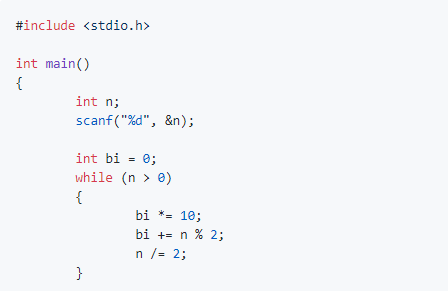 #include <stdio.h>
int main()
{
int n;
scanf("%d", &n);
int bi = 0;
while (n > 0)
{
bi *= 10;
bi += n % 2;
n /= 2;
}